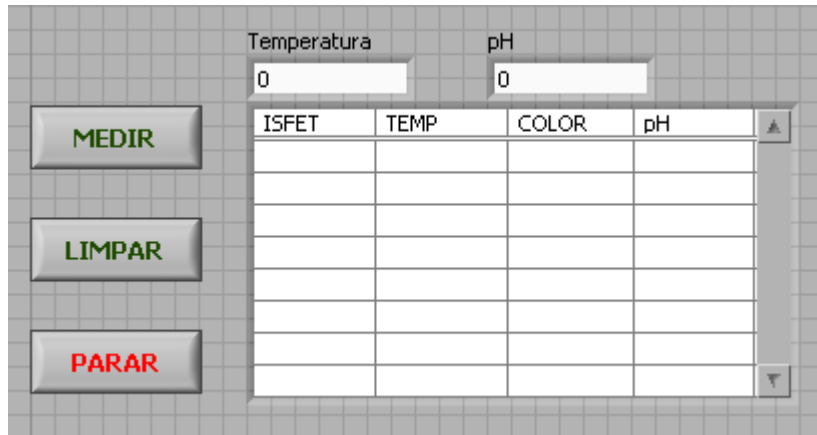 Temperatura pH
0 0
MEDIR
ISFET TEMP COLOR pH
LIMPAR
PARAR